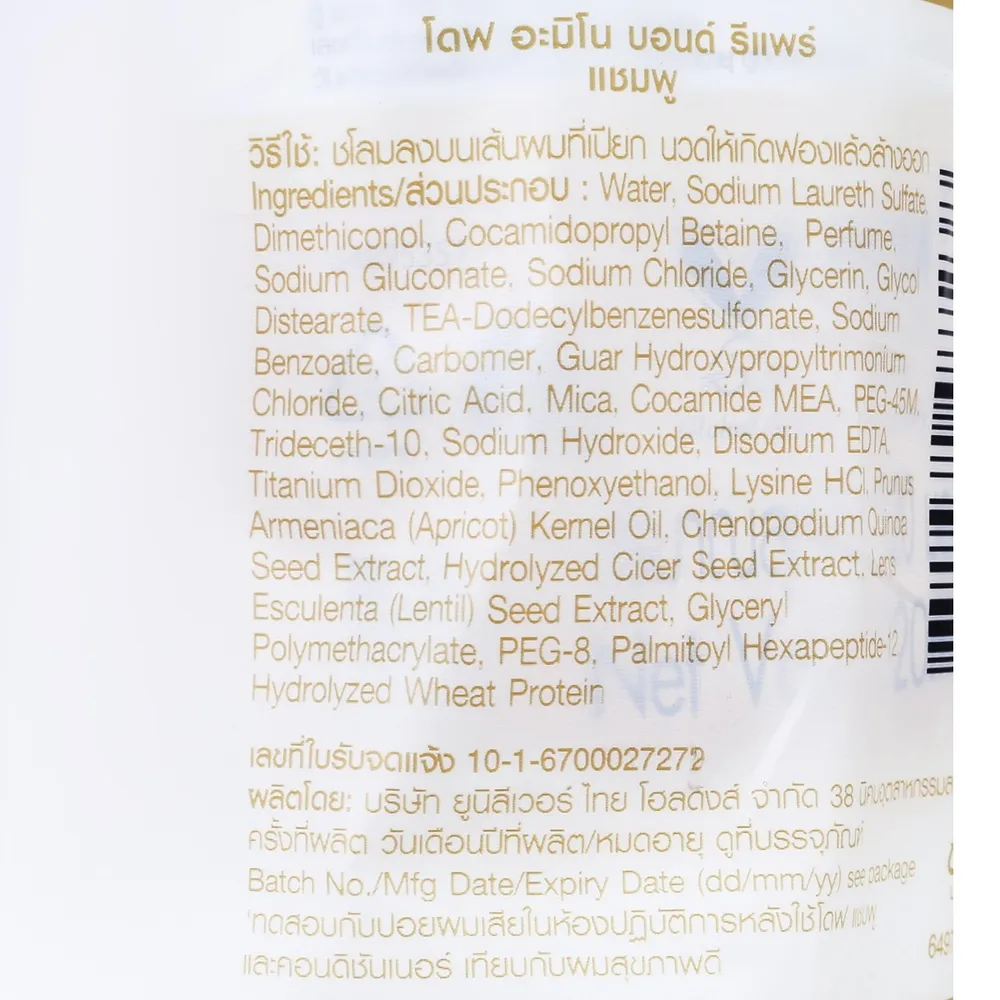 โดฟ อะมิโน บอนด์ รีแพร์
แชมพู
วิธีใช้: ชโลมลงบนเส้นผมที่เปียก นวดให้เกิดฟองแล้วล้างออก
Ingredients/ส่วนประกอบ : Water, Sodium Laureth Sulfate,
Dimethiconol, Cocamidopropyl Betaine, Perfume,
Sodium Gluconate, Sodium Chloride, Glycerin, Glycol
Distearate, TEA-Dodecylbenzenesulfonate, Sodium
Benzoate, Carbomer, Guar Hydroxypropyltrimonium
Chloride, Citric Acid, Mica, Cocamide MEA, PEG-45M,
Trideceth-10, Sodium Hydroxide, Disodium EDTA,
Titanium Dioxide, Phenoxyethanol, Lysine HCl, Prunus
Armeniaca (Apricot) Kernel Oil, Chenopodium Quinoa
Seed Extract, Hydrolyzed Cicer Seed Extract, Lens
Esculenta (Lentil) Seed Extract, Glyceryl
Polymethacrylate, PEG-8, Palmitoyl Hexapeptide-12,
Hydrolyzed Wheat Protein
เลขที่ใบรับจดแจ้ง 10-1-6700027272
ผลิตโดย: บริษัท ยูนิลีเวอร์ ไทย โฮลดิ้งส์ จำกัด 38 นิคมอุตสาหกรรมล
ครั้งที่ผลิต วันเดือนปีที่ผลิต/หมดอายุ ดูที่บรรจุภัณฑ์
Batch No./Mfg Date/Expiry Date (dd/mm/yy) see package
'ทดสอบกับปอยผมเสียในห้องปฏิบัติการหลังใช้โดฟ แชมพู
และคอนดิชันเนอร์ เทียบกับผมสุขภาพดี